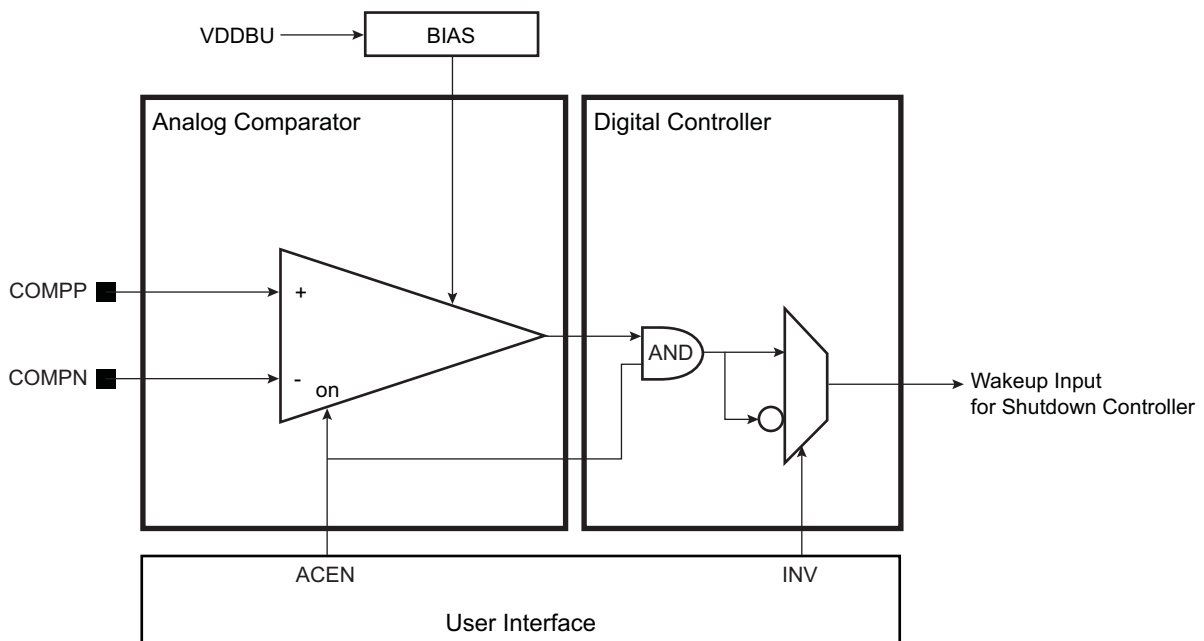 VDDBU
BIAS
Analog Comparator
Digital Controller
COMPP
+
AND
COMPN
-
on
Wakeup Input
for Shutdown Controller
ACEN
INV
User Interface